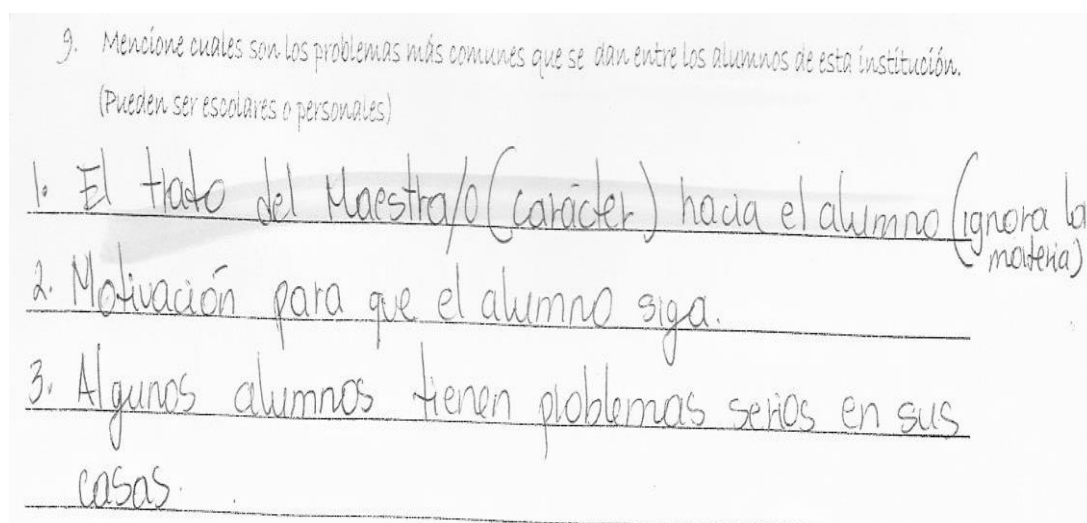 9. Mencione cuales son los problemas más comunes que se dan entre los alumnos de esta institución.
(Pueden ser escolares o personales)
1. El trato del Maestra/o (carácter) hacia el alumno (ignora la
materia)
2. Motivación para que el alumno siga.
3. Algunos alumnos tienen problemas serios en sus
casas.